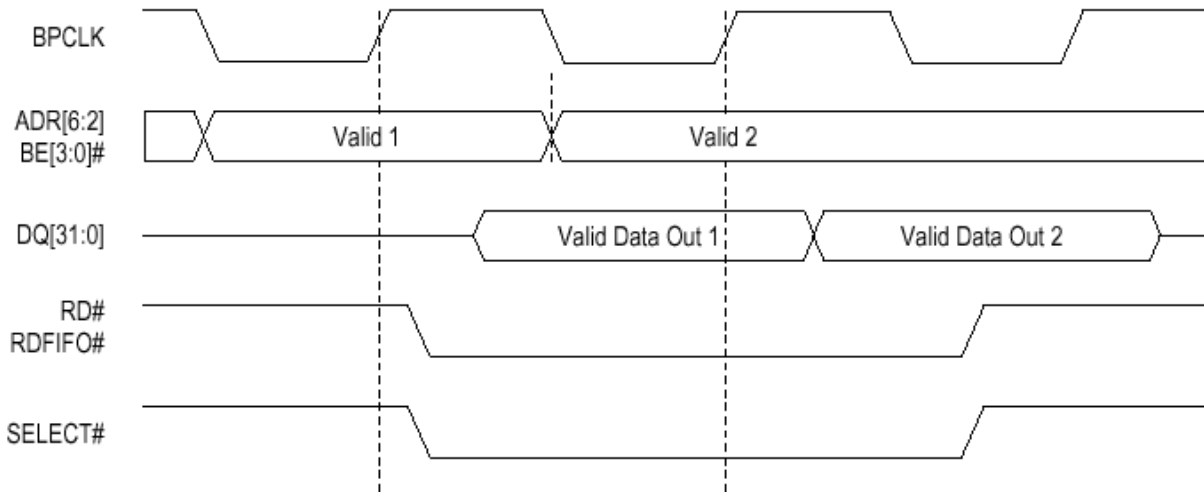 BPCLK
ADR[6:2]
BE[3:0]#
Valid 1
Valid 2
DQ[31:0]
Valid Data Out 1
Valid Data Out 2
RD#
RDFIFO#
SELECT#